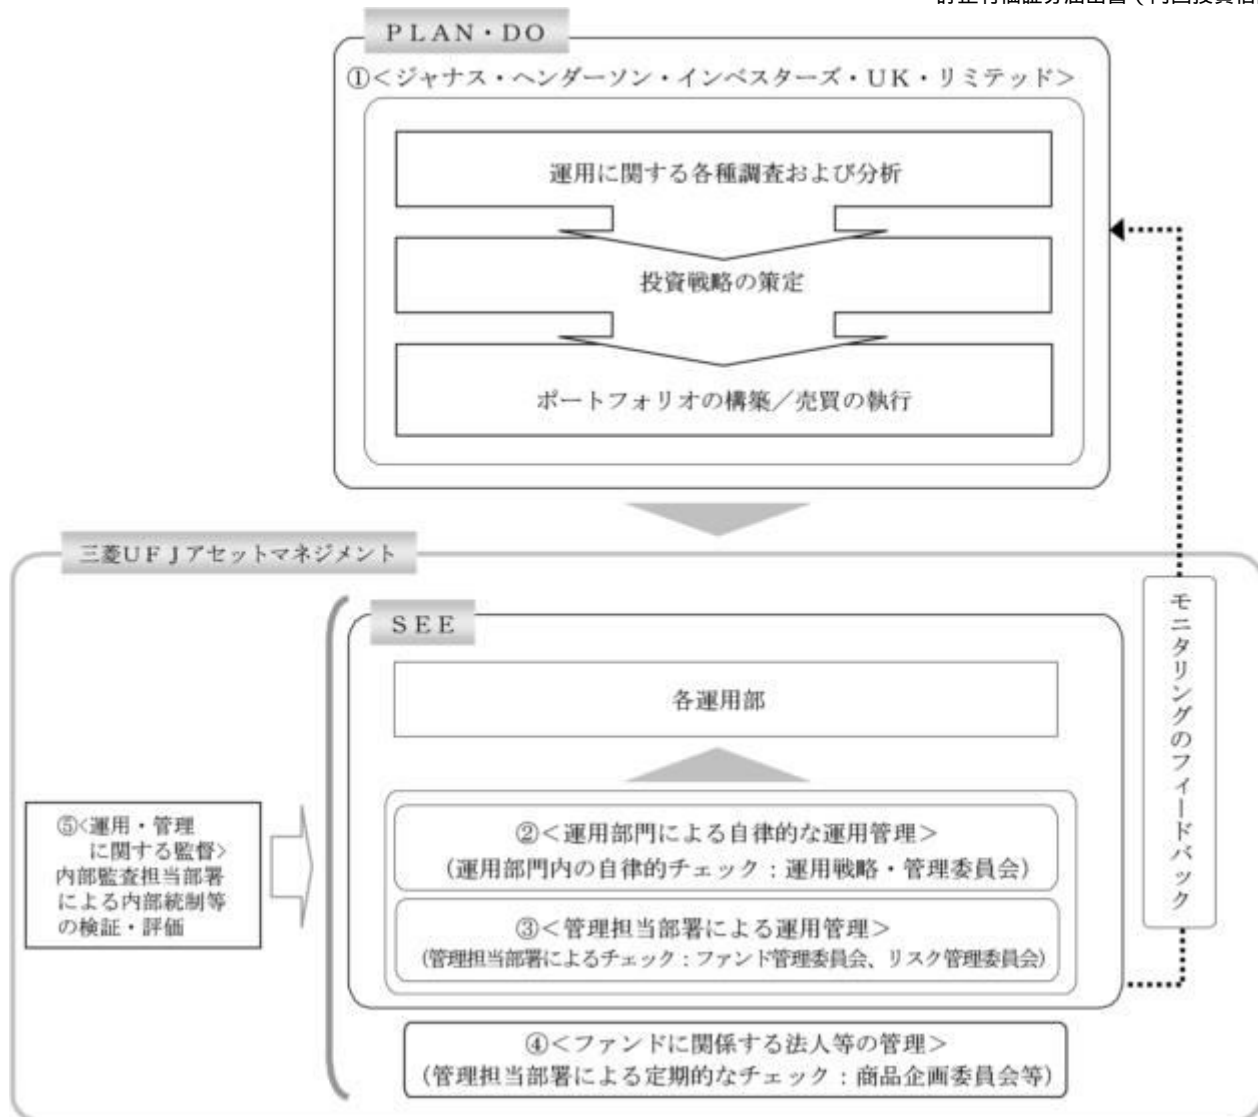 PLAN・DO
①<ジャナス・ヘンダーソン・インベスターズ・UK・リミテッド>
運用に関する各種調査および分析
投資戦略の策定
ポートフォリオの構築/売買の執行
三菱UFJアセットマネジメント
SEE
各運用部
②<運用部門による自律的な運用管理>
(運用部門内の自律的チェック:運用戦略・管理委員会)
③<管理担当部署による運用管理>
(管理担当部署によるチェック:ファンド管理委員会、リスク管理委員会)
④<ファンドに関係する法人等の管理>
(管理担当部署による定期的なチェック:商品企画委員会等)
⑤<運用・管理
に関する監督>
内部監査担当部署
による内部統制等
の検証・評価
モニタリングのフィードバック